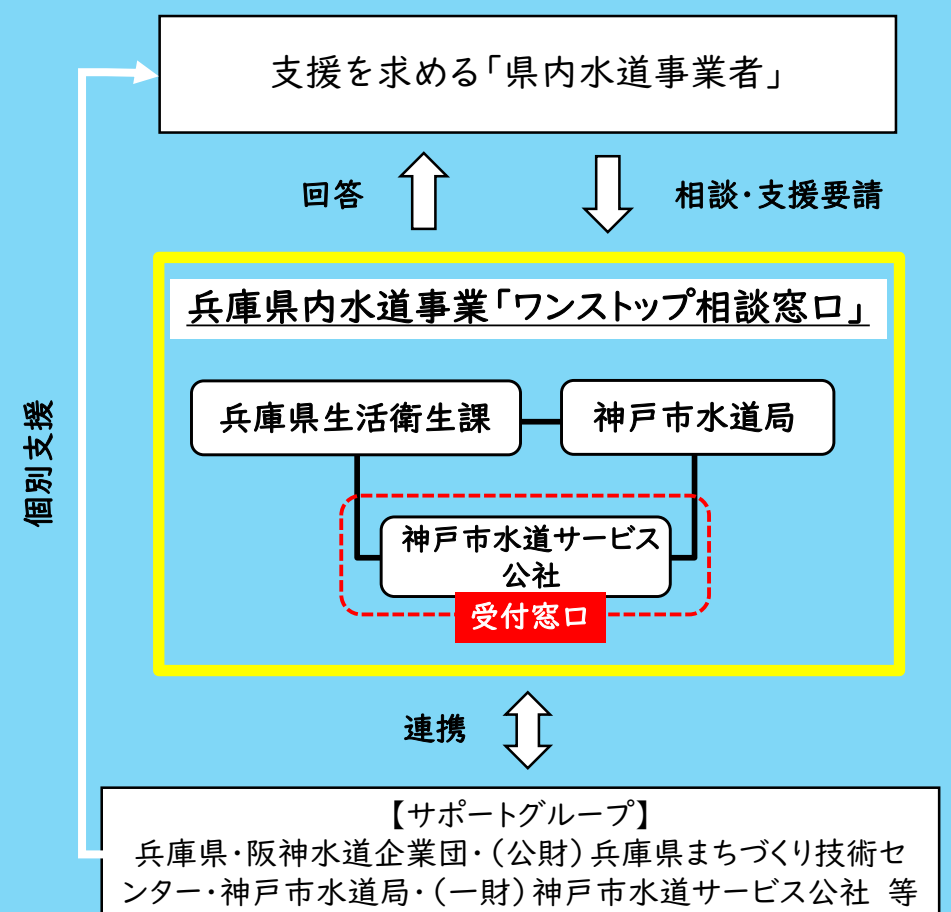 支援を求める「県内水道事業者」
回答
相談・支援要請
兵庫県内水道事業「ワンストップ相談窓口」
兵庫県生活衛生課
神戸市水道局
神戸市水道サービス
公社
受付窓口
個別支援
連携
【サポートグループ】
兵庫県・阪神水道企業団・(公財)兵庫県まちづくり技術セ
ンター・神戸市水道局・(一財)神戸市水道サービス公社 等